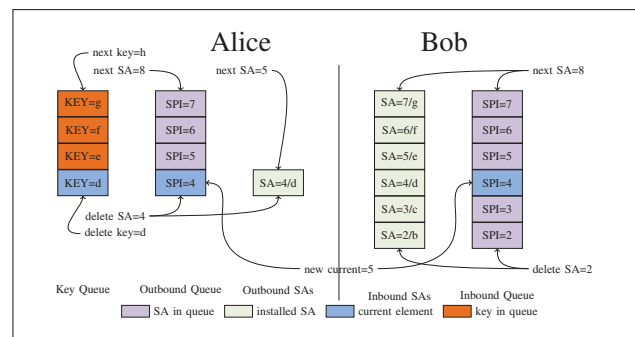 Alice Bob
next key=h
next SA=8 next SA=5 next SA=8
KEY=g SPI=7 SA=7/g SPI=7
KEY=f SPI=6 SA=6/f SPI=6
KEY=e SPI=5 SA=5/e SPI=5
KEY=d SPI=4 SA=4/d SA=4/d SPI=4
SA=3/c SPI=3
delete SA=4
delete key=d SA=2/b SPI=2
new current=5 delete SA=2
Key Queue Outbound Queue Outbound SAs Inbound SAs Inbound Queue
SA in queue installed SA current element key in queue